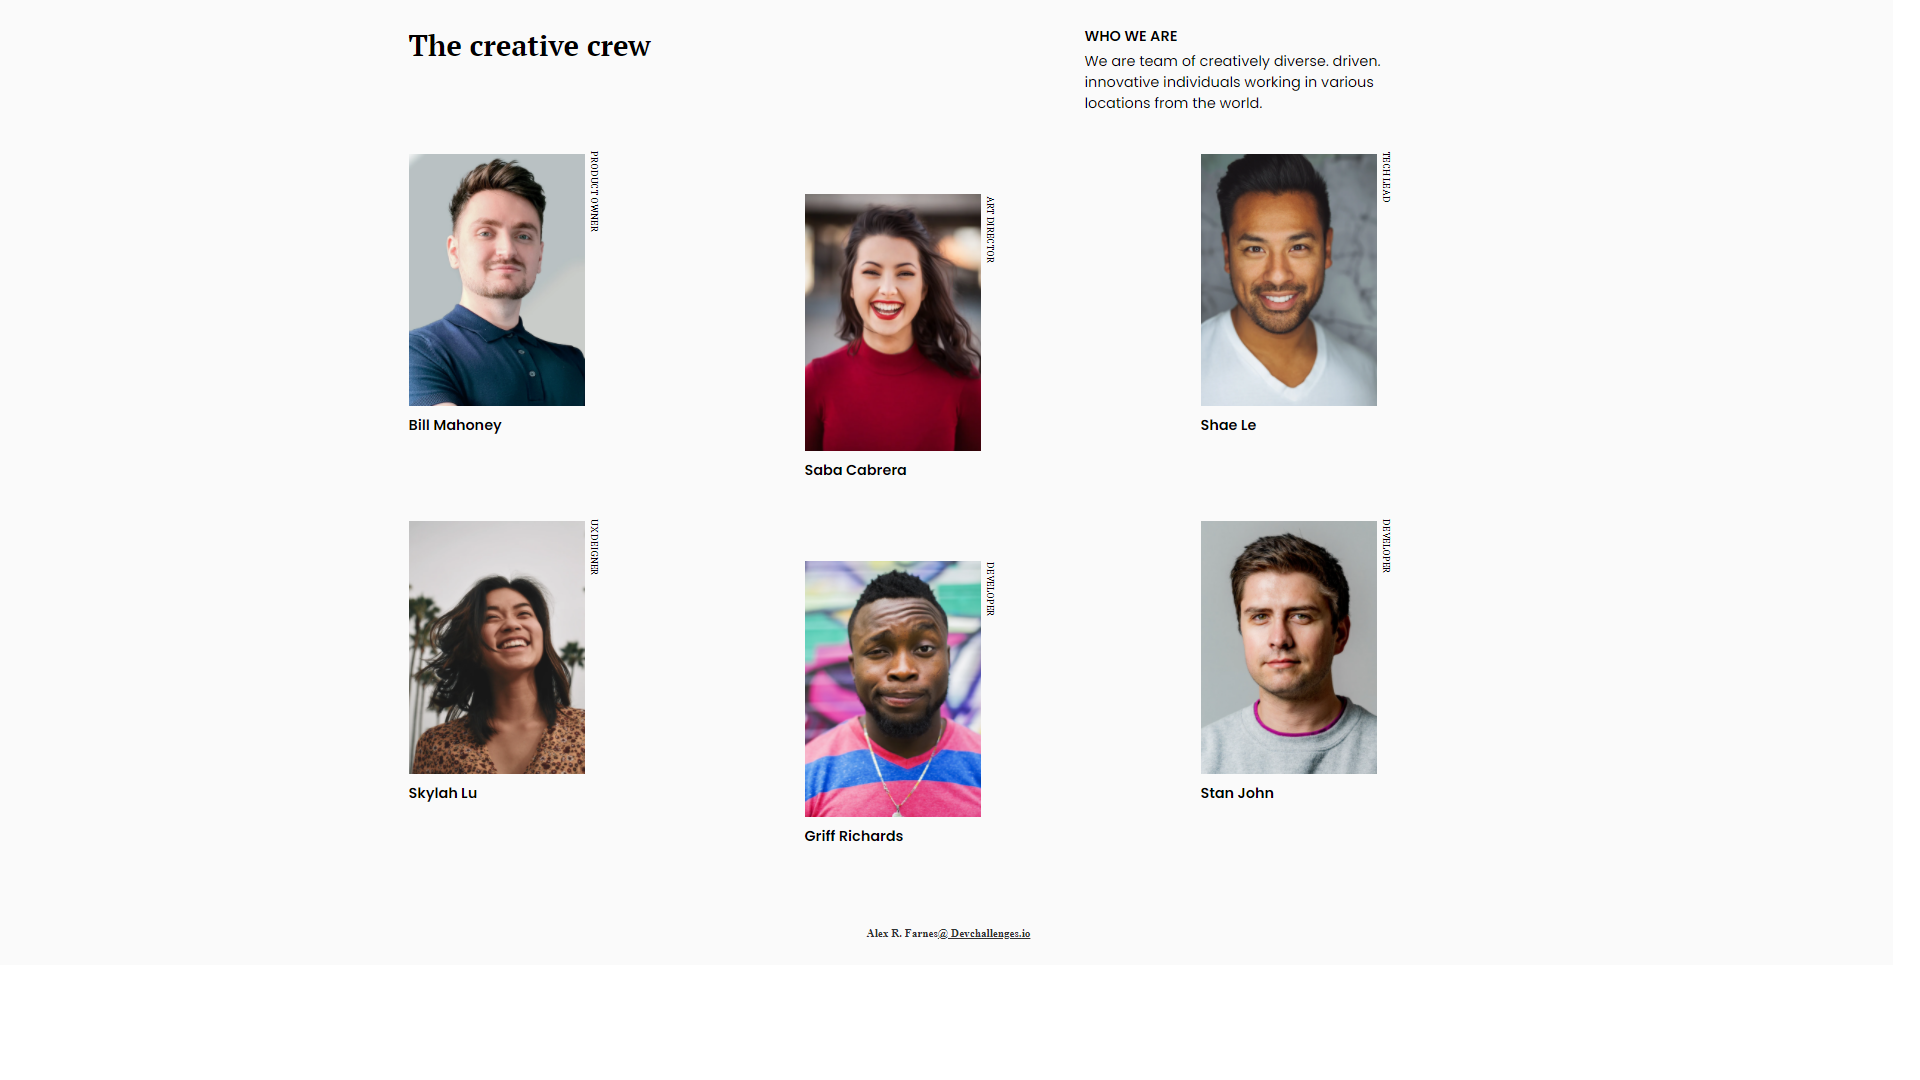 The creative crew
WHO WE ARE
We are team of creatively diverse. driven.
innovative individuals working in various
locations from the world.
PRODUCT OWNER
Bill Mahoney
ART DIRECTOR
Saba Cabrera
TECH LEAD
Shae Le
UX DEIGNER
Skylah Lu
DEVELOPER
Griff Richards
DEVELOPER
Stan John
Alex R. Farnes@ Devchallenges.io